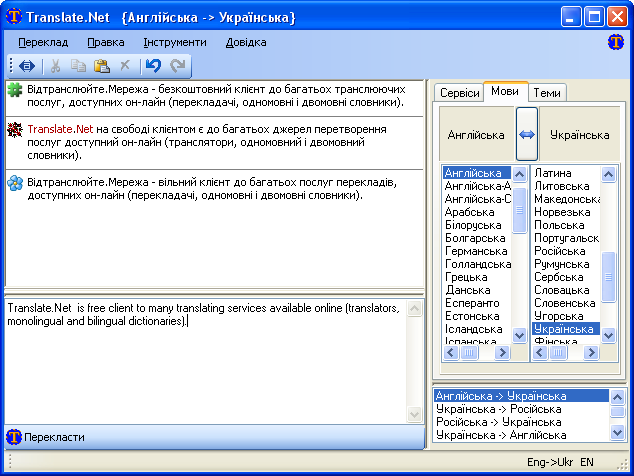 Translate.Net {Англійська -> Українська}
Переклад Правка Інструменти Довідка
Відтранслюйте.Мережа - безкоштовний клієнт до багатьох транслюючих
послуг, доступних он-лайн (перекладачі, одномовні і двомовні словники).
Translate.Net на свободі клієнтом є до багатьох джерел перетворення
послуг доступний он-лайн (транслятори, одномовний і двомовний
словники).
Відтранслюйте.Мережа - вільний клієнт до багатьох послуг перекладів,
доступних он-лайн (перекладачі, одномовні і двомовні словники).
Translate.Net is free client to many translating services available online (translators,
monolingual and bilingual dictionaries).
Перекласти
Сервіси Мови Теми
Англійська Українська
Англійська
Англійська-А
Англійська-С
Арабська
Білоруська
Болгарська
Германська
Голландська
Грецька
Данська
Есперанто
Естонська
Ісландська
Іспанська
Латина
Литовська
Македонська
Норвезька
Польська
Португальськ
Російська
Румунська
Сербська
Словацька
Словенська
Угорська
Українська
Фінська
Англійська -> Українська
Українська -> Російська
Російська -> Українська
Українська -> Англійська
Eng->Ukr EN